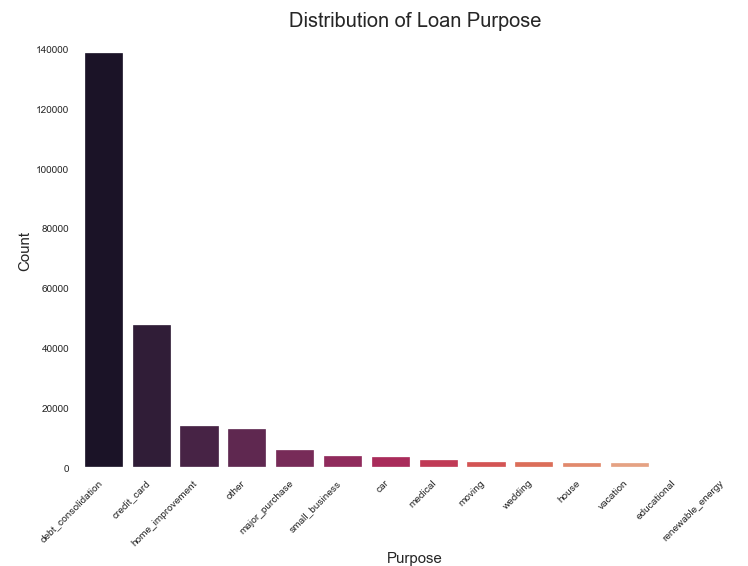 Distribution of Loan Purpose
140000
120000
100000
80000
60000
40000
20000
0
Count
debt_consolidation
credit_card
home_improvement
other
major_purchase
small_business
car
medical
moving
wedding
house
vacation
educational
renewable_energy
Purpose